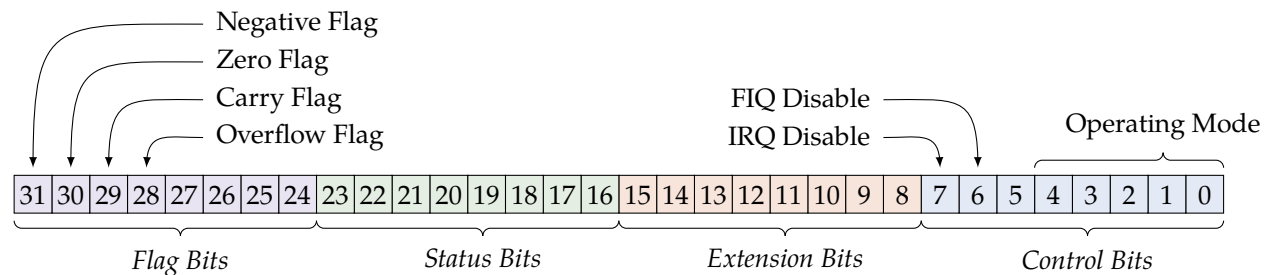 Negative Flag
Zero Flag
Carry Flag
Overflow Flag
FIQ Disable
IRQ Disable
Operating Mode
31 30 29 28 27 26 25 24 23 22 21 20 19 18 17 16 15 14 13 12 11 10 9 8 7 6 5 4 3 2 1 0
Flag Bits Status Bits Extension Bits Control Bits